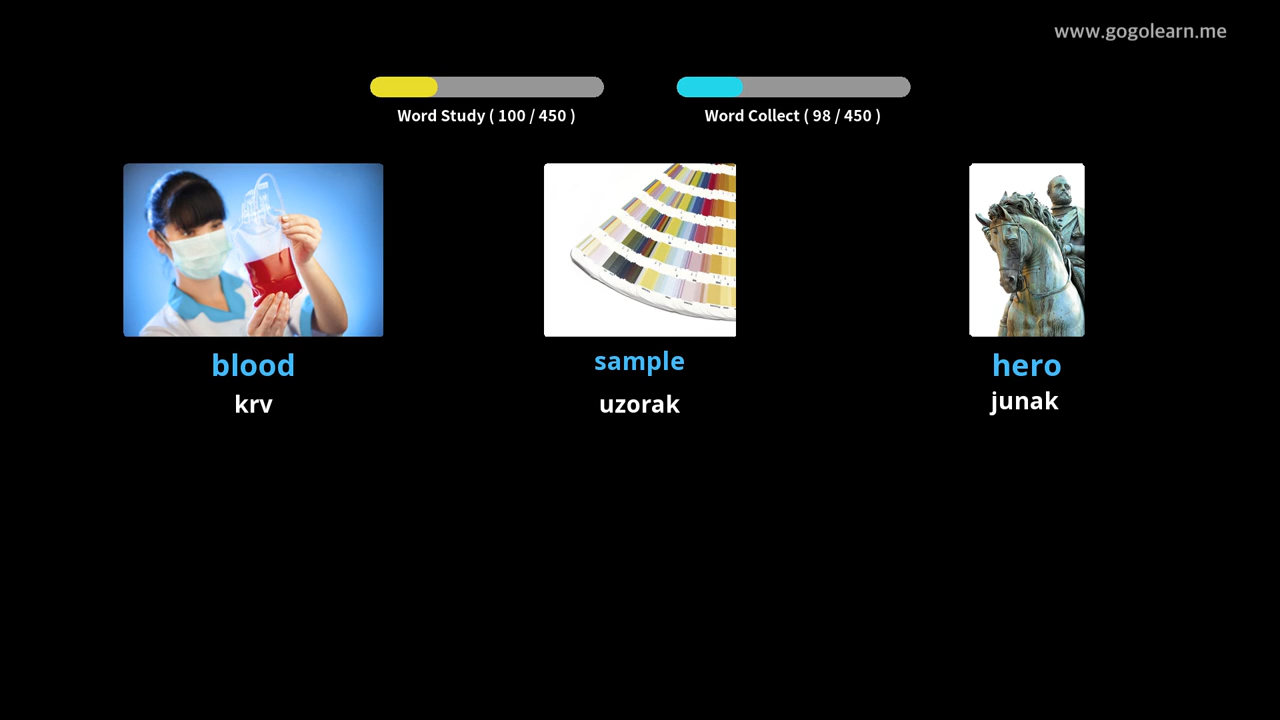 www.gogolearn.me
Word Study ( 100 / 450 )
Word Collect ( 98 / 450 )
blood
krv
sample
uzorak
hero
junak